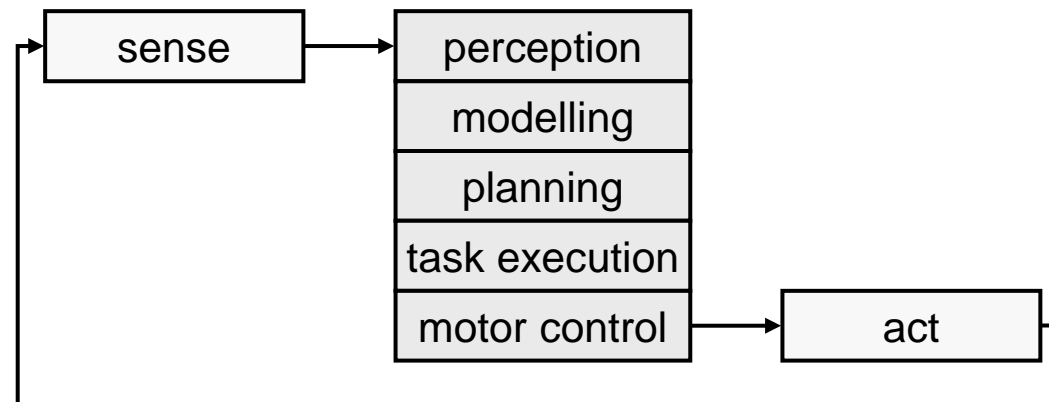 sense
perception
modelling
planning
task execution
motor control
act